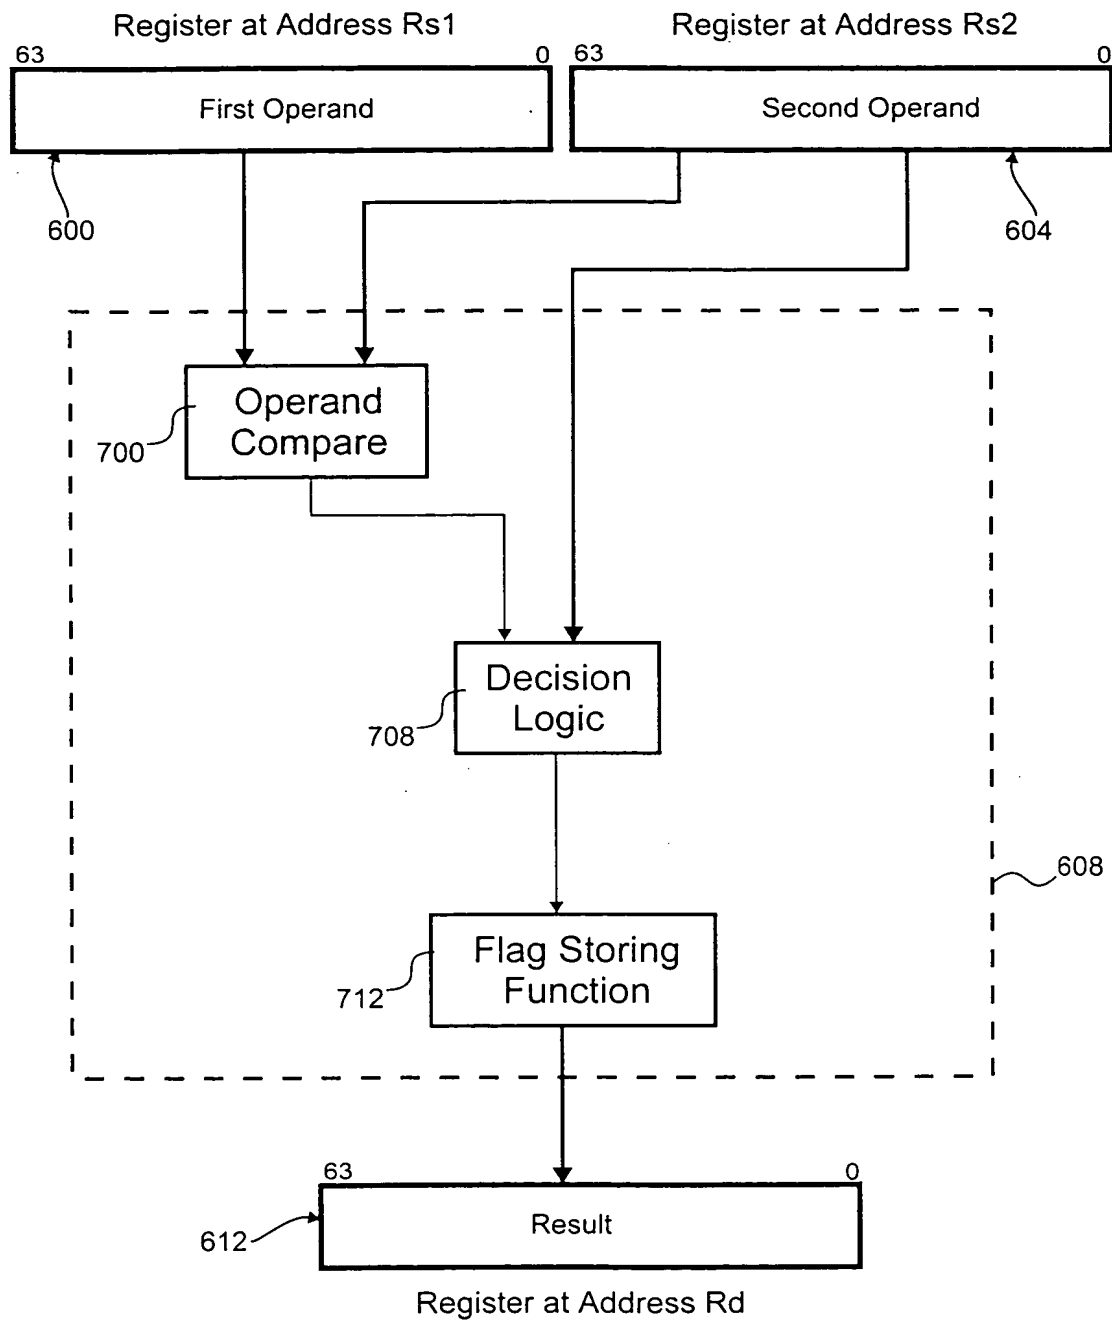 Register at Address Rs1
Register at Address Rs2
63
0
63
0
First Operand
Second Operand
600
604
Operand
Compare
700
Decision
Logic
708
608
Flag Storing
Function
712
63
0
Result
612
Register at Address Rd